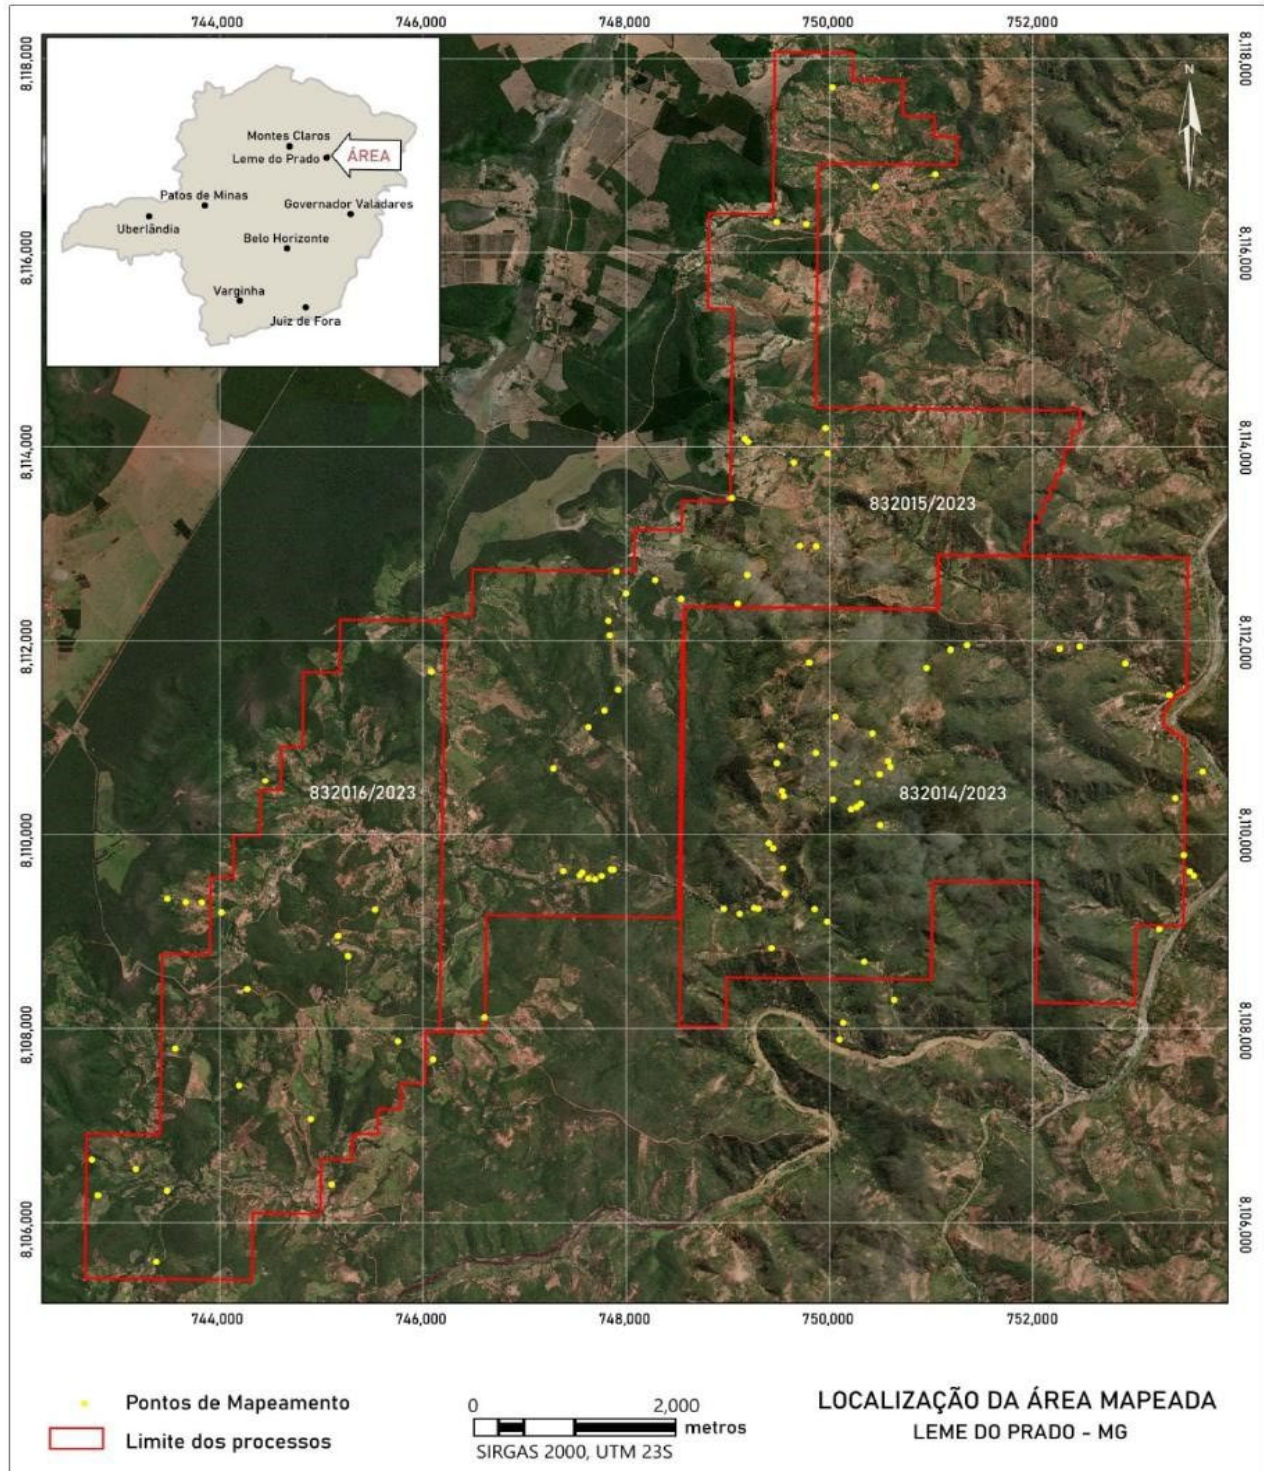 744,000
746,000
748,000
750,000
752,000
8,118,000
8,118,000
N
Montes Claros
Leme do Prado
ÁREA
Patos de Minas
Governador Valadares
Uberlândia
Belo Horizonte
Varginha
Juiz de Fora
8,116,000
8,116,000
8,114,000
8,114,000
832015/2023
8,112,000
8,112,000
832016/2023
832014/2023
8,110,000
8,110,000
8,108,000
8,108,000
8,106,000
8,106,000
744,000
746,000
748,000
750,000
752,000
Pontos de Mapeamento
Limite dos processos
0
2,000
metros
SIRGAS 2000, UTM 23S
LOCALIZAÇÃO DA ÁREA MAPEADA
LEME DO PRADO - MG